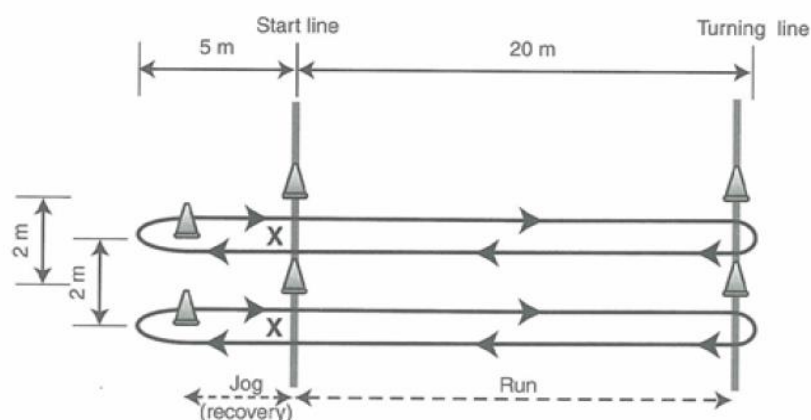 Start line
Turning line
5 m
20 m
2 m
2 m
X
X
Jog
(recovery)
Run